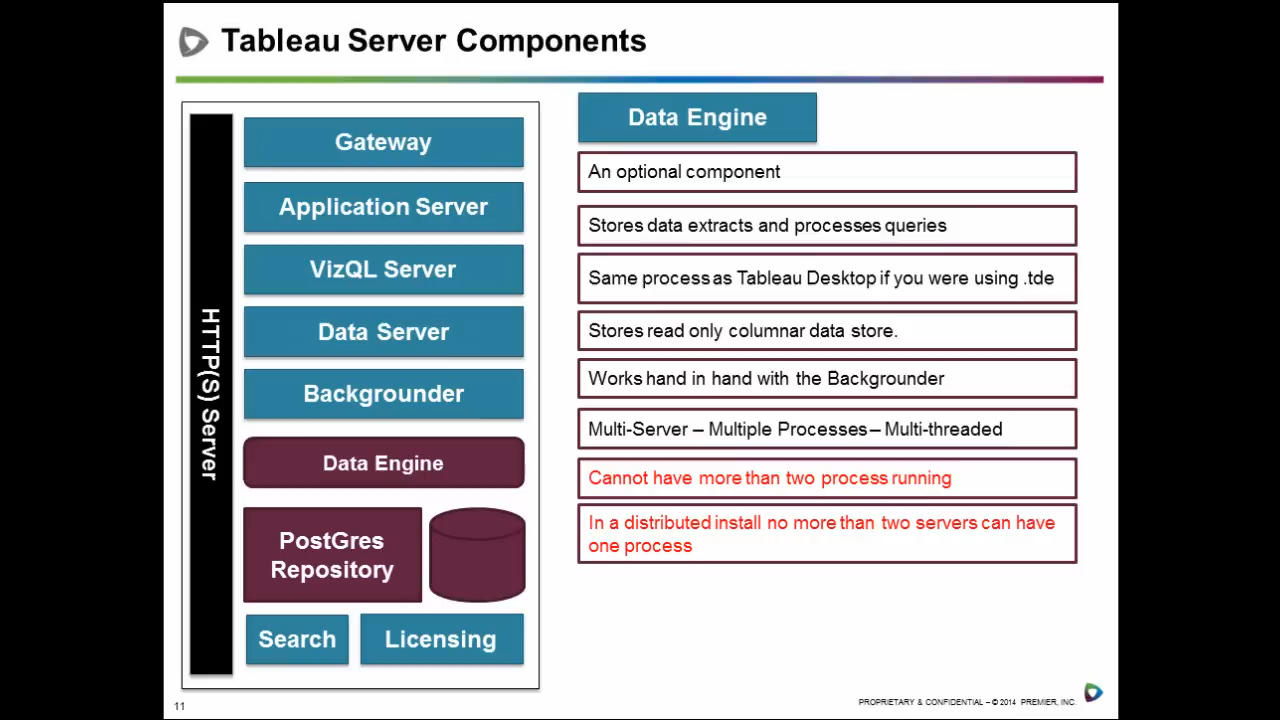 Tableau Server Components
HTTP(S) Server
Gateway
Application Server
VizQL Server
Data Server
Backgrounder
Data Engine
PostGres
Repository
Search
Licensing
Data Engine
An optional component
Stores data extracts and processes queries
Same process as Tableau Desktop if you were using .tde
Stores read only columnar data store.
Works hand in hand with the Backgrounder
Multi-Server – Multiple Processes – Multi-threaded
Cannot have more than two process running
In a distributed install no more than two servers can have
one process
11
PROPRIETARY & CONFIDENTIAL – © 2014 PREMIER, INC.